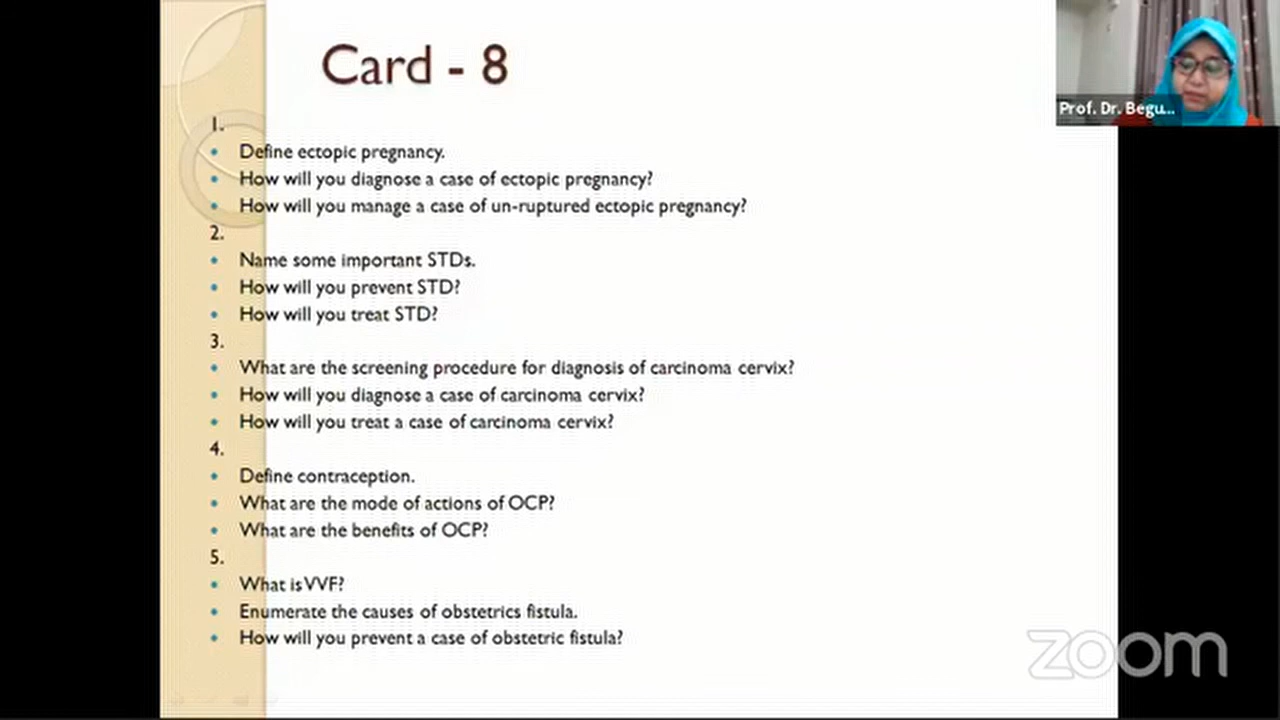 Card - 8
Prof. Dr. Begu...
1.
• Define ectopic pregnancy.
• How will you diagnose a case of ectopic pregnancy?
• How will you manage a case of un-ruptured ectopic pregnancy?
2.
• Name some important STDs.
• How will you prevent STD?
• How will you treat STD?
3.
• What are the screening procedure for diagnosis of carcinoma cervix?
• How will you diagnose a case of carcinoma cervix?
• How will you treat a case of carcinoma cervix?
4.
• Define contraception.
• What are the mode of actions of OCP?
• What are the benefits of OCP?
5.
• What is VVF?
• Enumerate the causes of obstetrics fistula.
• How will you prevent a case of obstetric fistula?
zoom